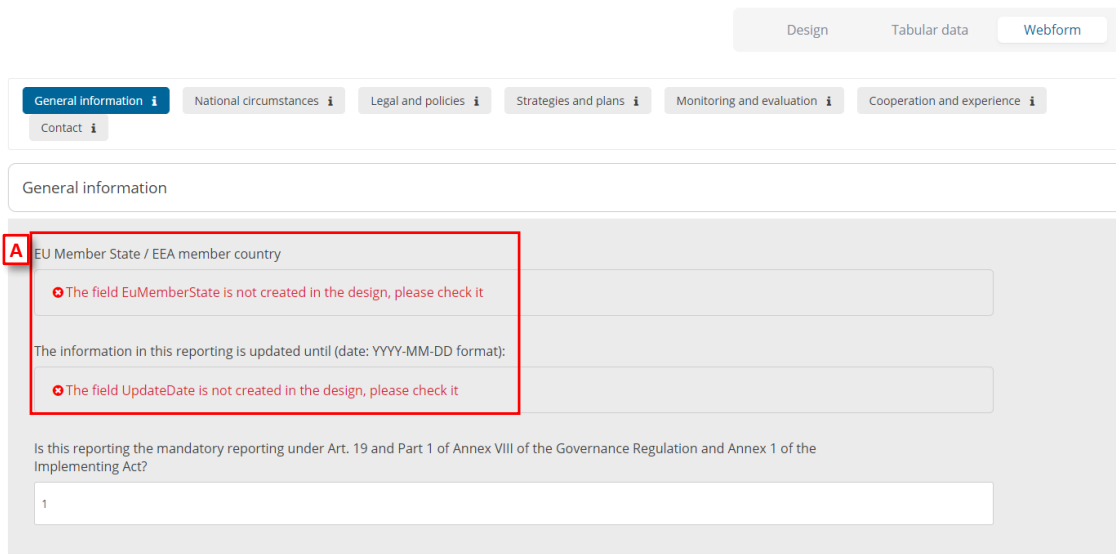 Design Tabular data Webform
General information i National circumstances i Legal and policies i Strategies and plans i Monitoring and evaluation i Cooperation and experience i
Contact i
General information
A
EU Member State / EEA member country
The field EuMemberState is not created in the design, please check it
The information in this reporting is updated until (date: YYYY-MM-DD format):
The field UpdateDate is not created in the design, please check it
Is this reporting the mandatory reporting under Art. 19 and Part 1 of Annex VIII of the Governance Regulation and Annex 1 of the
Implementing Act?
1